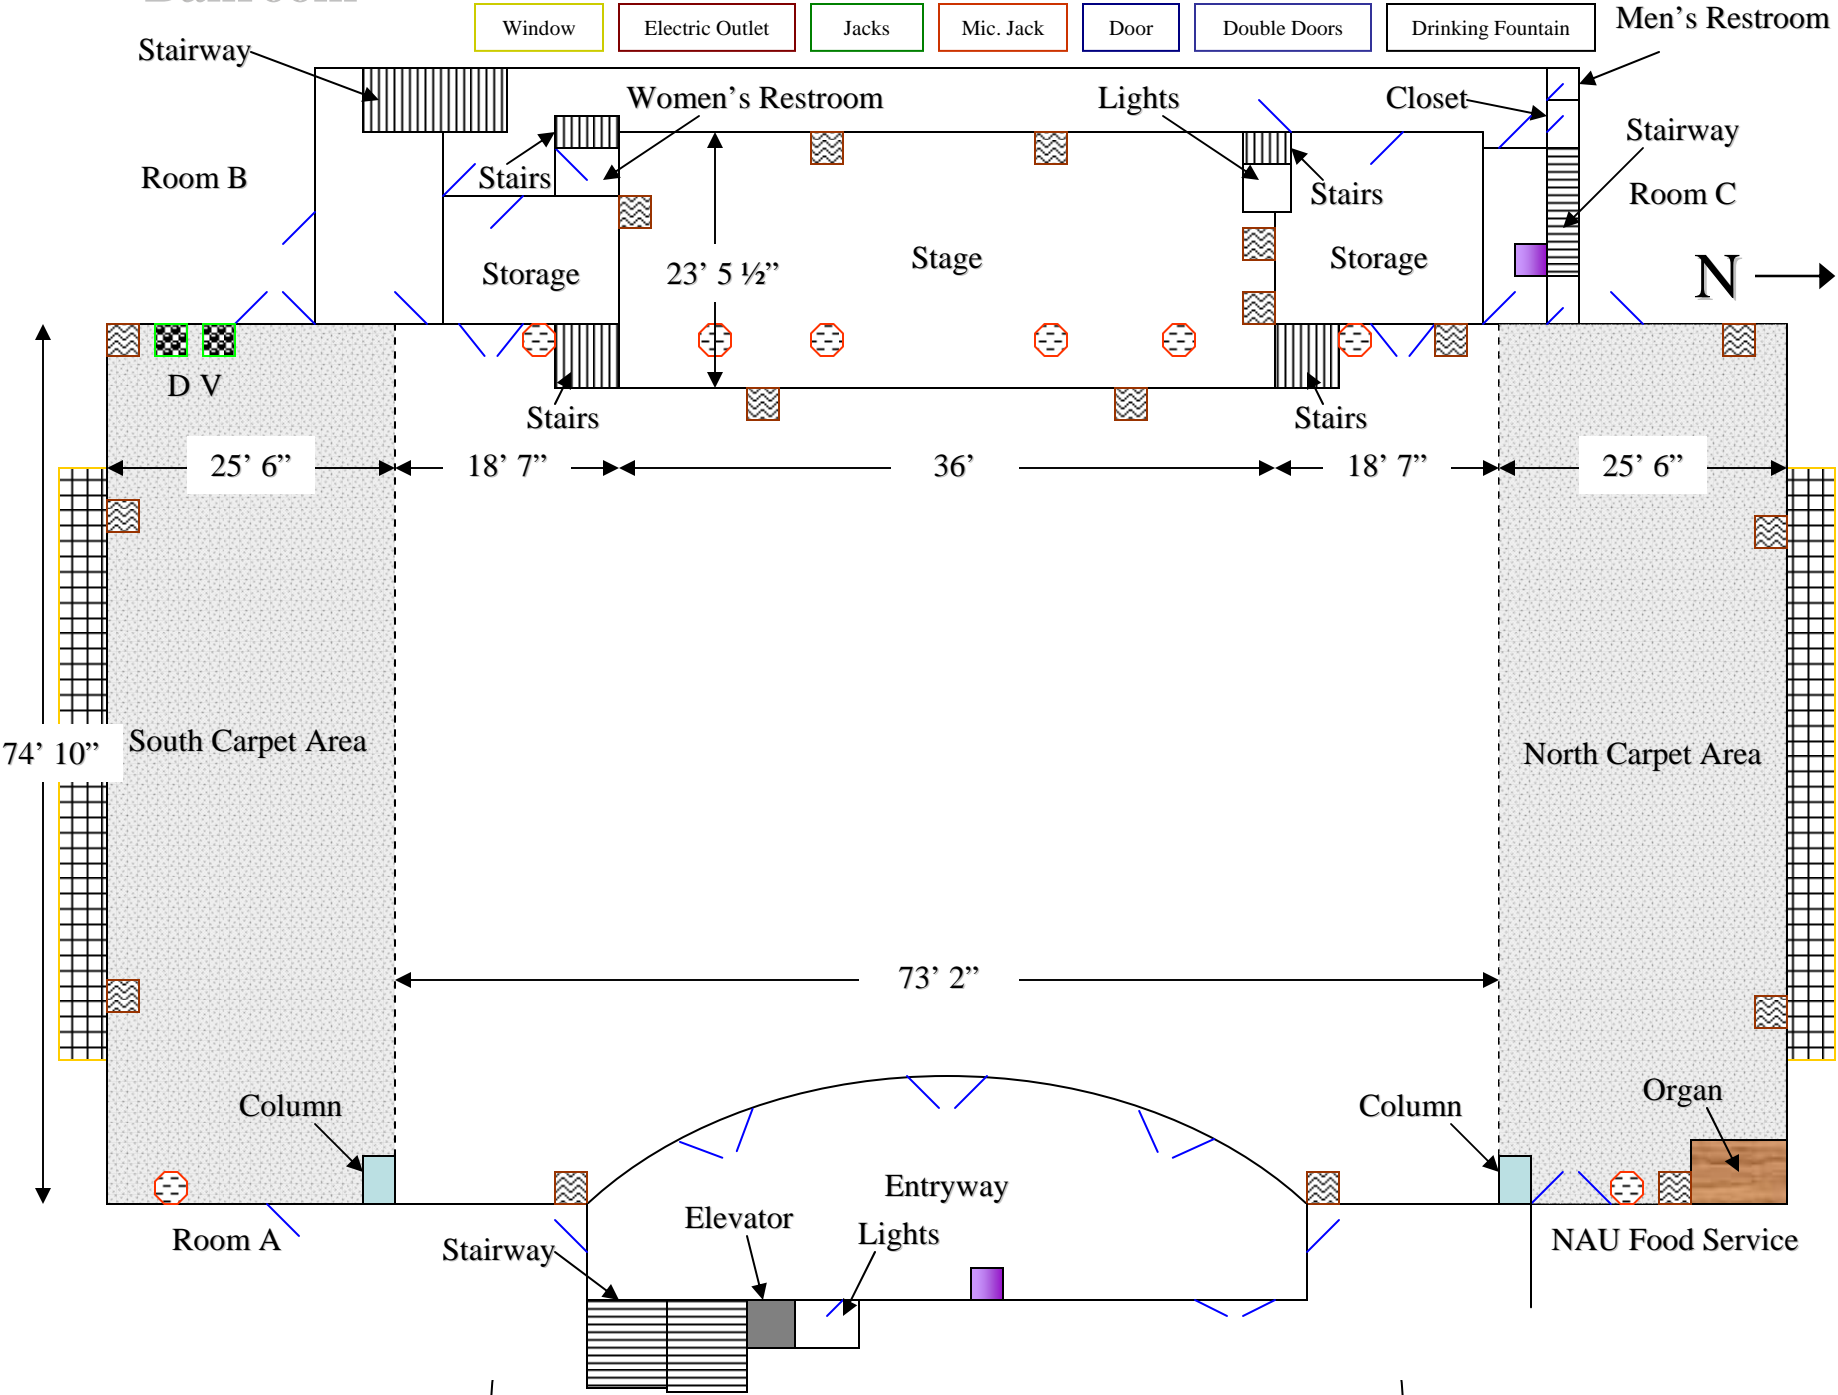 Ballroom
Window
Electric Outlet
Jacks
Mic. Jack
Door
Double Doors
Drinking Fountain
Men’s Restroom
Stairway
Women’s Restroom
Lights
Closet
Stairway
Room B
Stairs
Stairs
Room C
Stage
Storage
23’ 5 ½”
Storage
N
D V
Stairs
Stairs
25’ 6”
18’ 7”
36’
18’ 7”
25’ 6”
74’ 10”
South Carpet Area
North Carpet Area
73’ 2”
Column
Column
Organ
Entryway
Elevator
Lights
Room A
Stairway
NAU Food Service